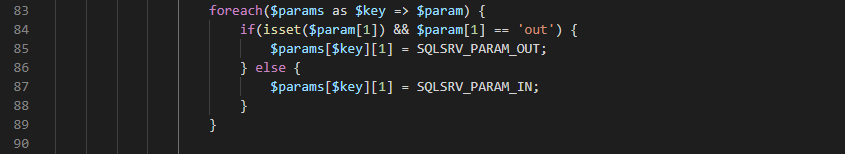 83 foreach($params as $key => $param) {
84 if(isset($param[1]) && $param[1] == 'out') {
85 $params[$key][1] = SQLSRV_PARAM_OUT;
86 } else {
87 $params[$key][1] = SQLSRV_PARAM_IN;
88 }
89 }
90